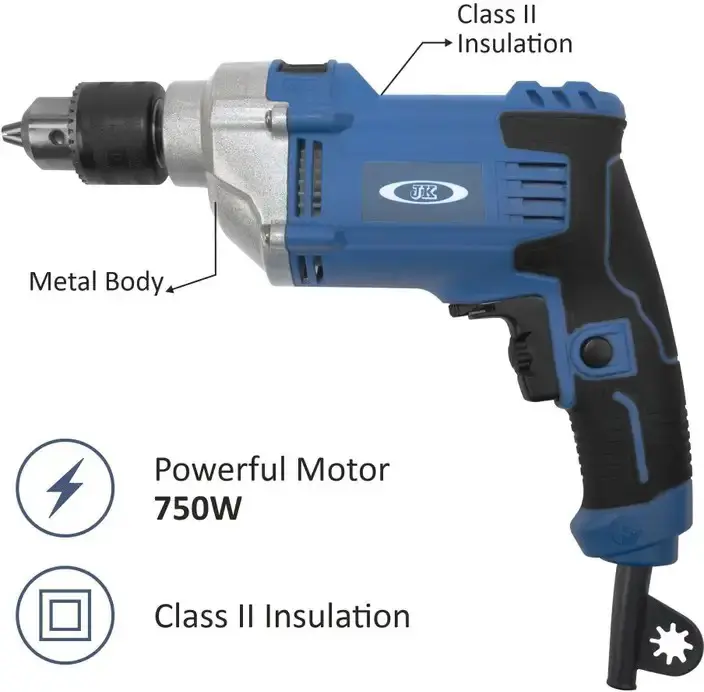 Class II
Insulation
JK
Metal Body
Powerful Motor
750W
Class II Insulation